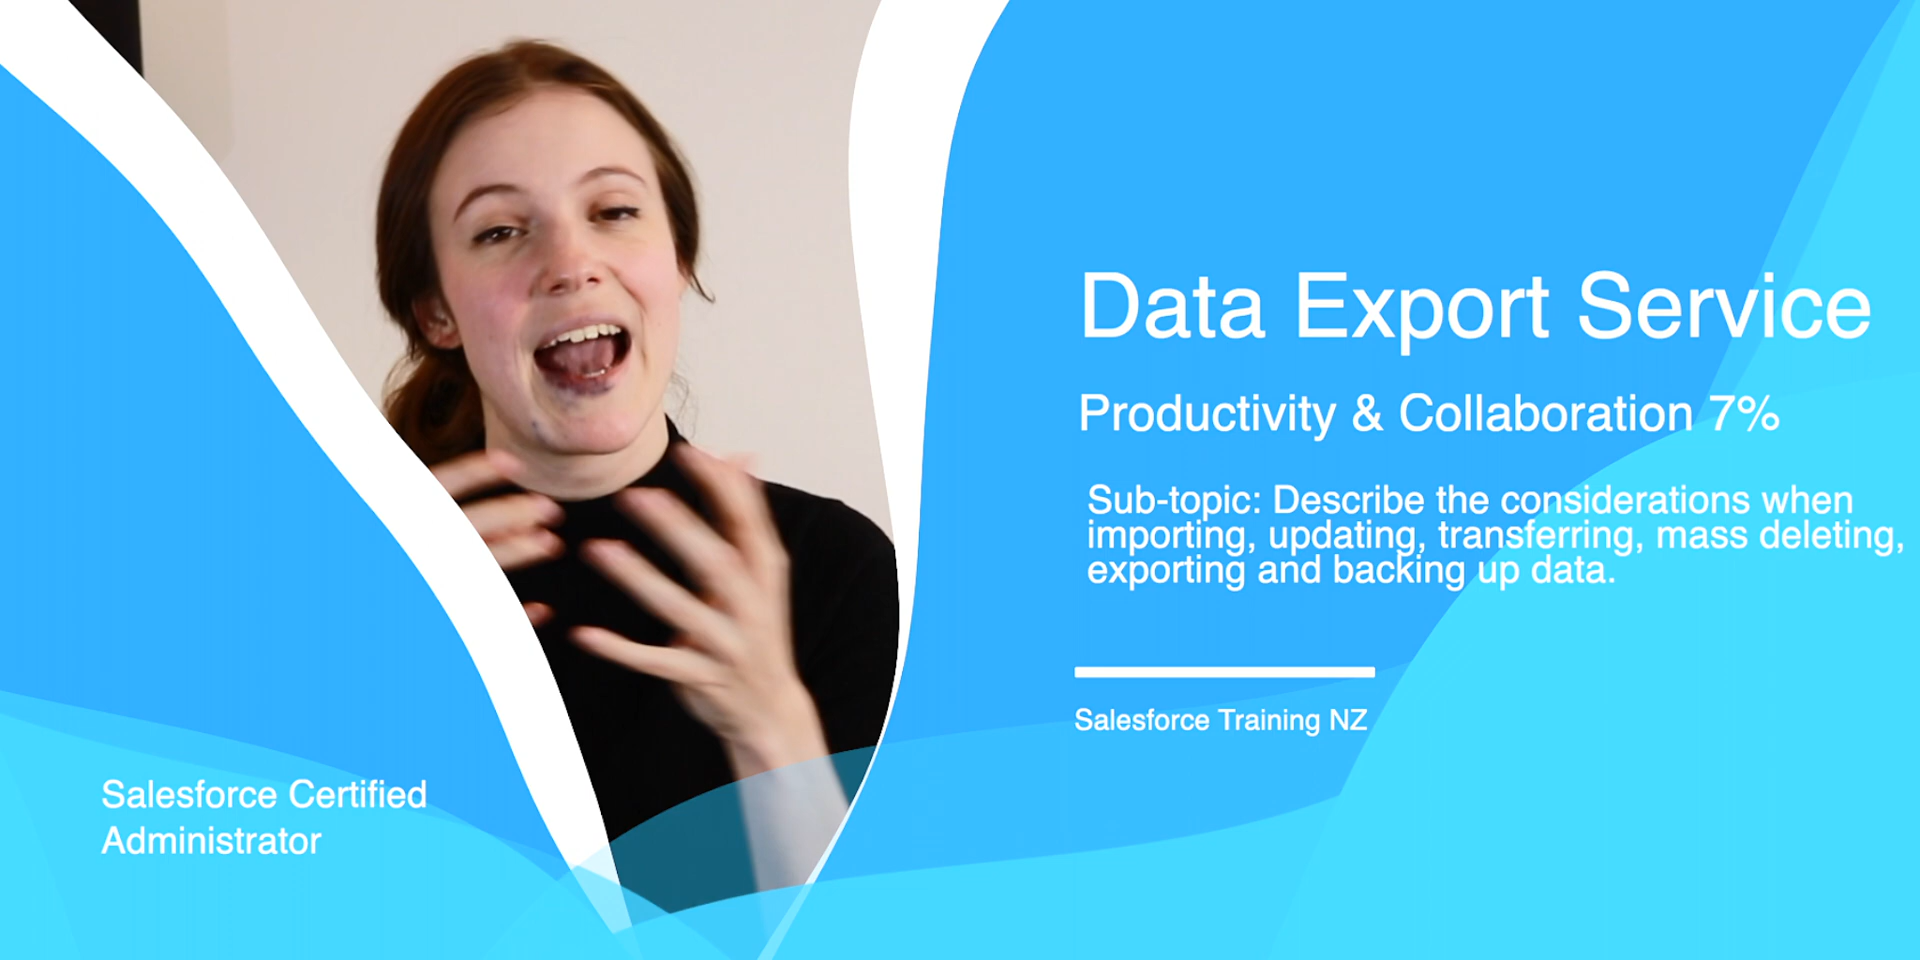 Data Export Service
Productivity & Collaboration 7%
Sub-topic: Describe the considerations when
importing, updating, transferring, mass deleting,
exporting and backing up data.
Salesforce Training NZ
Salesforce Certified
Administrator